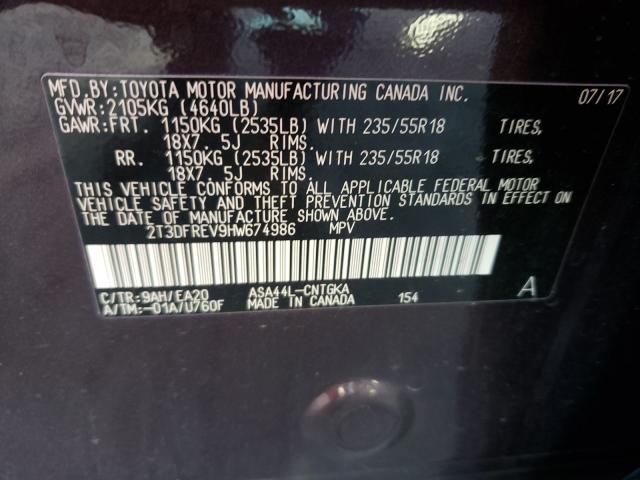 MFD.BY:TOYOTA MOTOR MANUFACTURING CANADA INC. 07/17
GVWR:2105KG (4640LB)
GAWR:FRT. 1150KG (2535LB) WITH 235/55R18 TIRES,
18X7. 5J RIMS.
RR. 1150KG (2535LB) WITH 235/55R18 TIRES,
18X7. 5J RIMS.
THIS VEHICLE CONFORMS TO ALL APPLICABLE FEDERAL MOTOR
VEHICLE SAFETY AND THEFT PREVENTION STANDARDS IN EFFECT ON
THE DATE OF MANUFACTURE SHOWN ABOVE.
2T3DFREV9HW674986 MPV
C/TR:9AH/EA20 ASA44L-CNTGKA A
A/TM:-01A/U760F MADE IN CANADA 154